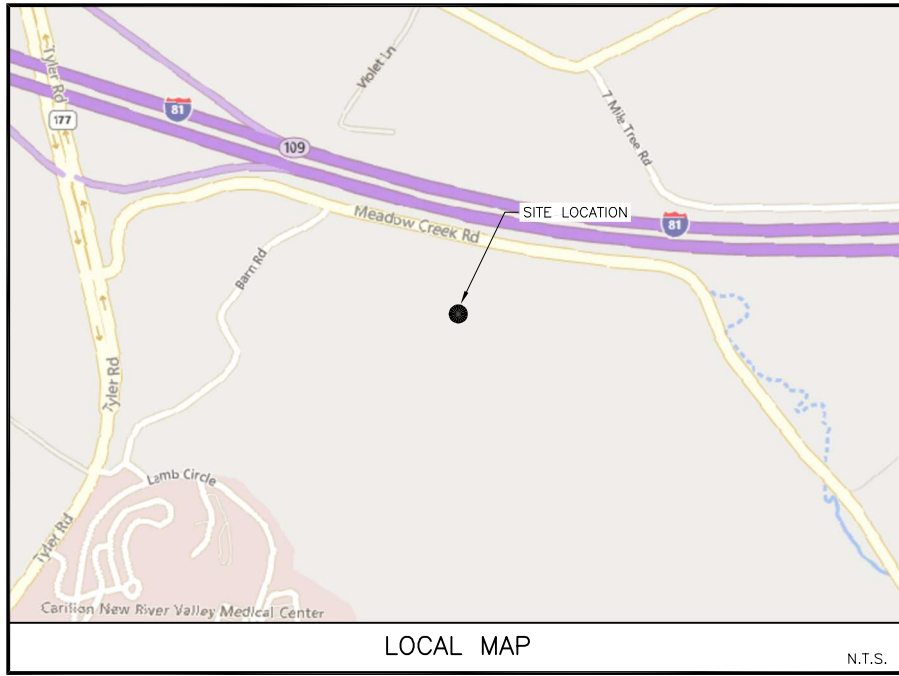 Tyler Rd
177
81
109
Violet Ln
7 Mile Tree Rd
SITE LOCATION
81
Meadow Creek Rd
Barn Rd
Tyler Rd
Lamb Circle
Tyler Rd
Carilion New River Valley Medical Center
LOCAL MAP
N.T.S.